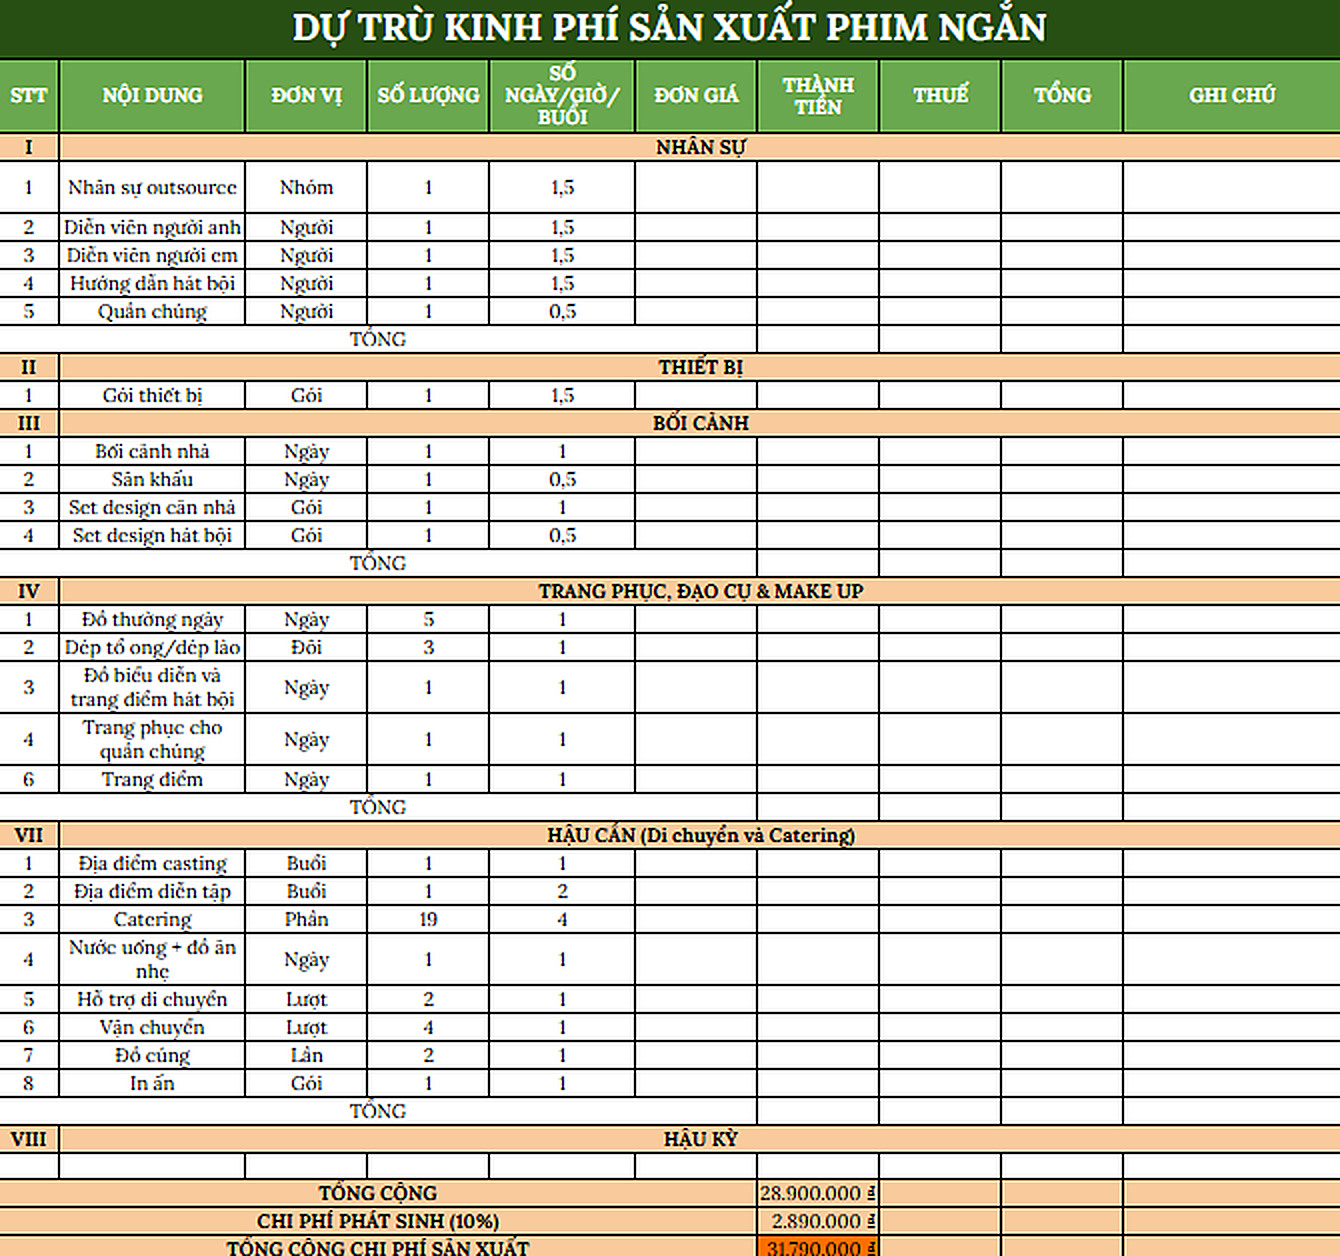 DỰ TRÙ KINH PHÍ SẢN XUẤT PHIM NGẮN
STT NỘI DUNG ĐƠN VỊ SỐ LƯỢNG SỐ NGÀY/GIỜ/BUỔI ĐƠN GIÁ THÀNH TIỀN THUẾ TỔNG GHI CHÚ
I NHÂN SỰ
1 Nhân sự outsource Nhóm 1 1,5
2 Diễn viên người anh Người 1 1,5
3 Diễn viên người em Người 1 1,5
4 Hướng dẫn hát bội Người 1 1,5
5 Quần chúng Người 1 0,5
TỔNG
II THIẾT BỊ
1 Gói thiết bị Gói 1 1,5
III BỐI CẢNH
1 Bối cảnh nhà Ngày 1 1
2 Sân khấu Ngày 1 0,5
3 Set design căn nhà Gói 1 1
4 Set design hát bội Gói 1 0,5
TỔNG
IV TRANG PHỤC, ĐẠO CỤ & MAKE UP
1 Đồ thường ngày Ngày 5 1
2 Dép tổ ong/dép lào Đôi 3 1
3 Đồ biểu diễn và trang điểm hát bội Ngày 1 1
4 Trang phục cho quần chúng Ngày 1 1
6 Trang điểm Ngày 1 1
TỔNG
VII HẬU CẦN (Di chuyển và Catering)
1 Địa điểm casting Buổi 1 1
2 Địa điểm diễn tập Buổi 1 2
3 Catering Phần 19 4
4 Nước uống + đồ ăn nhẹ Ngày 1 1
5 Hỗ trợ di chuyển Lượt 2 1
6 Vận chuyển Lượt 4 1
7 Đồ cúng Lần 2 1
8 In ấn Gói 1 1
TỔNG
VIII HẬU KỲ
TỔNG CỘNG 28.900.000 ₫
CHI PHÍ PHÁT SINH (10%) 2.890.000 ₫
TỔNG CỘNG CHI PHÍ SẢN XUẤT 31.790.000 ₫